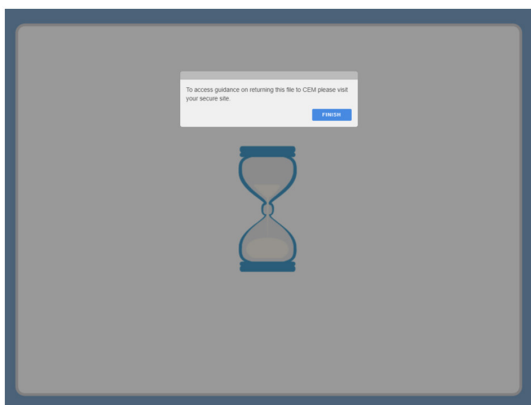 To access guidance on returning this file to CEM please visit
your secure site.
FINISH